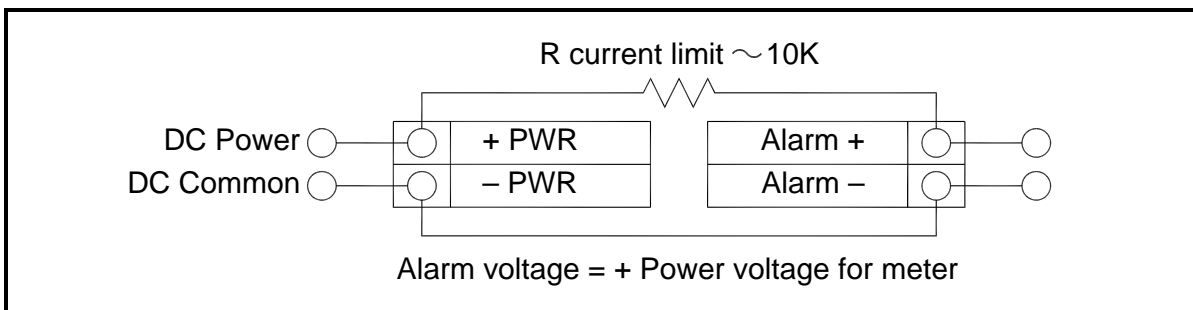 R current limit ～10K
DC Power + PWR Alarm +
DC Common – PWR Alarm –
Alarm voltage = + Power voltage for meter